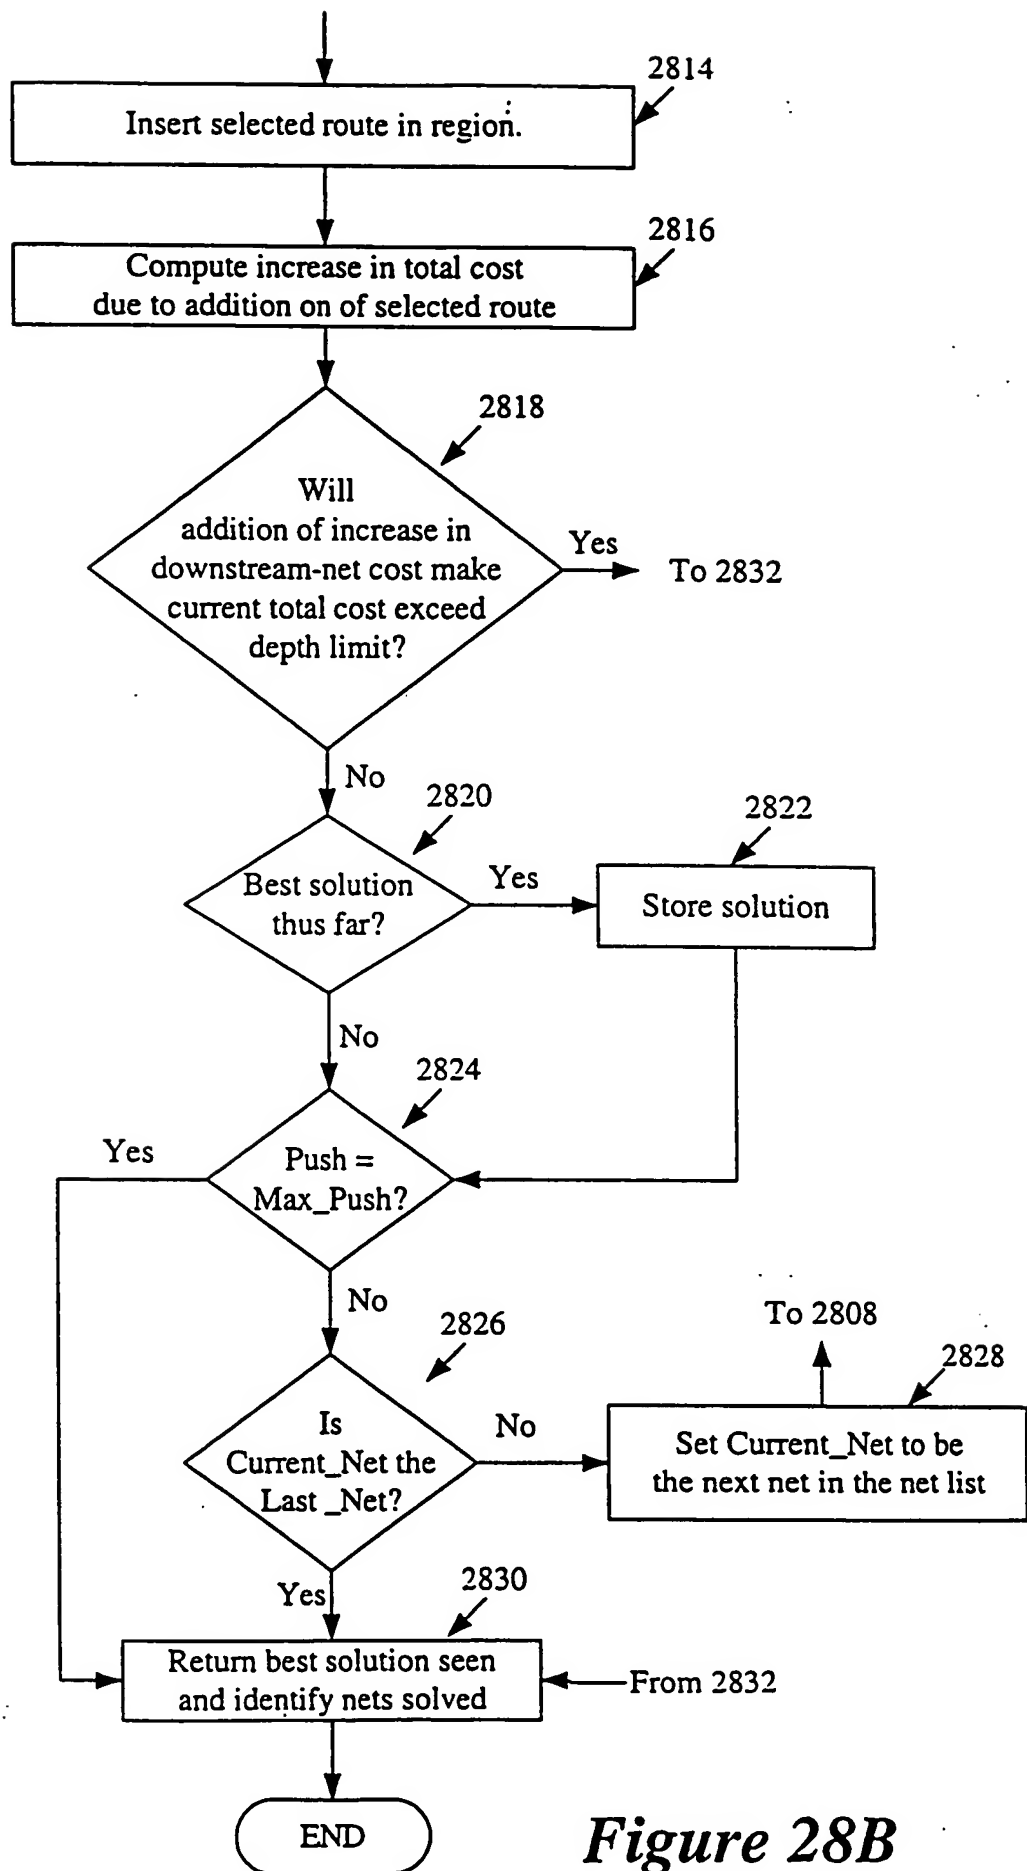 2814
Insert selected route in region.
2816
Compute increase in total cost
due to addition on of selected route
2818
Will
addition of increase in
downstream-net cost make
current total cost exceed
depth limit?
Yes
To 2832
No
2820
2822
Best solution
thus far?
Yes
Store solution
No
2824
Yes
Push =
Max_Push?
No
2826
To 2808
2828
Is
Current_Net the
Last _Net?
No
Set Current_Net to be
the next net in the net list
Yes
2830
Return best solution seen
and identify nets solved
From 2832
END
Figure 28B